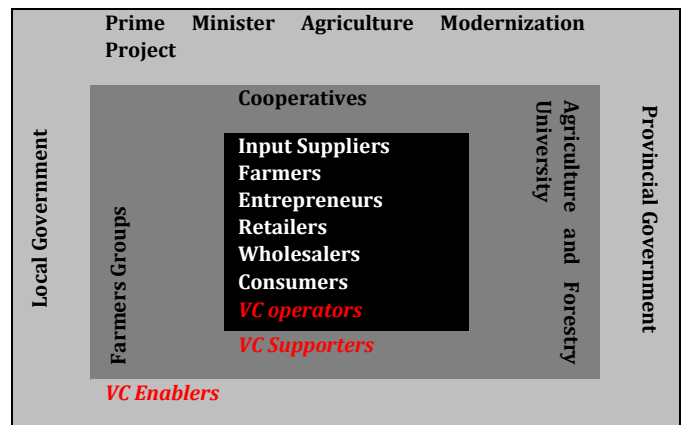 Prime Minister Agriculture Modernization
Project
Local Government
Cooperatives
Farmers Groups
Input Suppliers
Farmers
Entrepreneurs
Retailers
Wholesalers
Consumers
VC operators
VC Supporters
Agriculture and Forestry
University
Provincial Government
VC Enablers